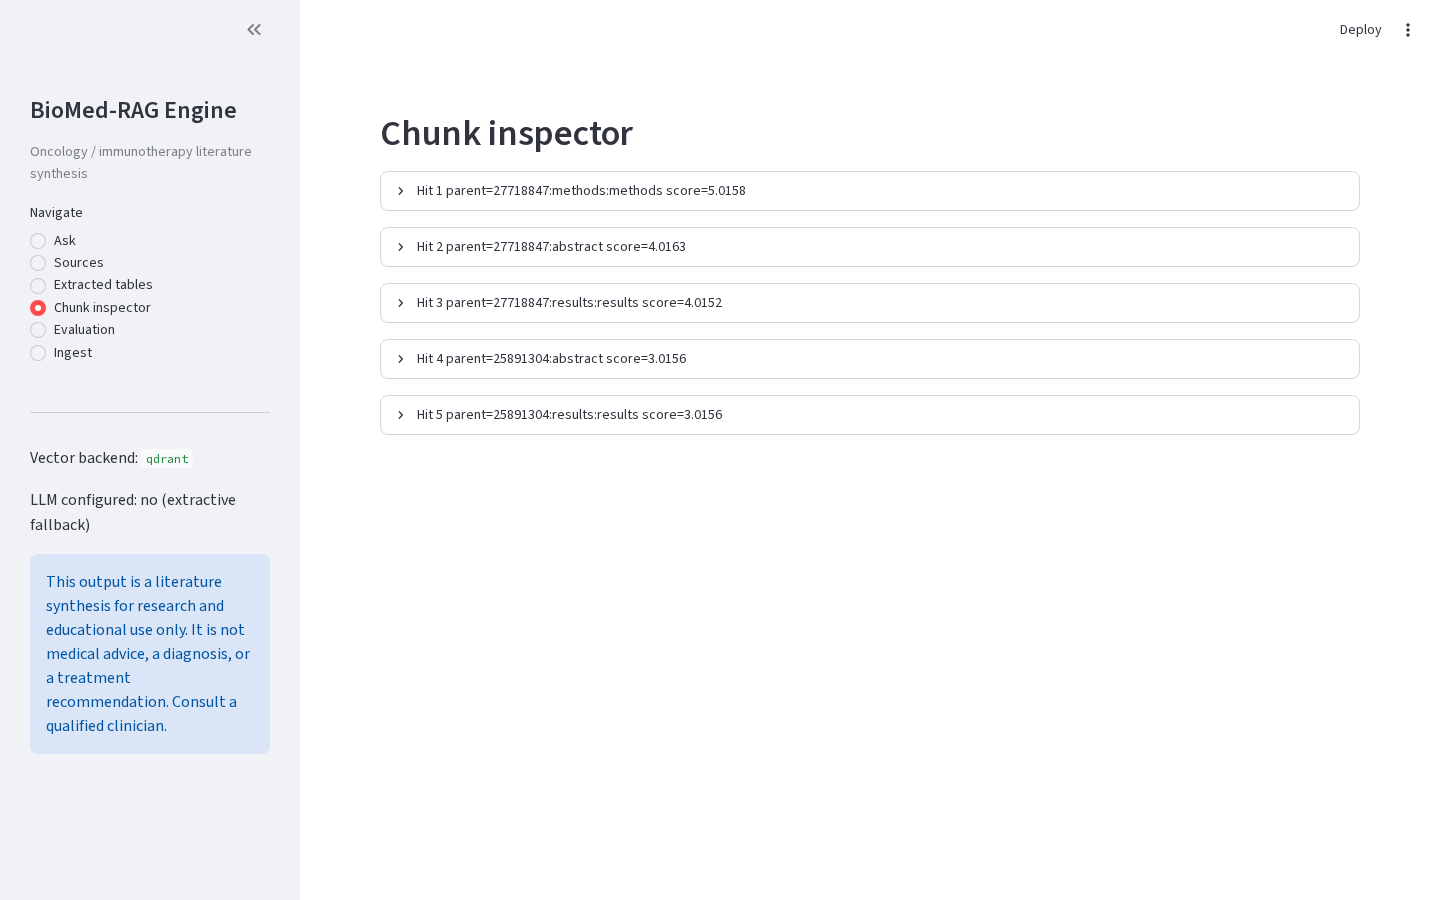 Deploy
BioMed-RAG Engine
Oncology / immunotherapy literature
synthesis
Navigate
Ask
Sources
Extracted tables
Chunk inspector
Evaluation
Ingest
Vector backend: qdrant
LLM configured: no (extractive
fallback)
This output is a literature
synthesis for research and
educational use only. It is not
medical advice, a diagnosis, or
a treatment
recommendation. Consult a
qualified clinician.
Chunk inspector
Hit 1 parent=27718847:methods:methods score=5.0158
Hit 2 parent=27718847:abstract score=4.0163
Hit 3 parent=27718847:results:results score=4.0152
Hit 4 parent=25891304:abstract score=3.0156
Hit 5 parent=25891304:results:results score=3.0156